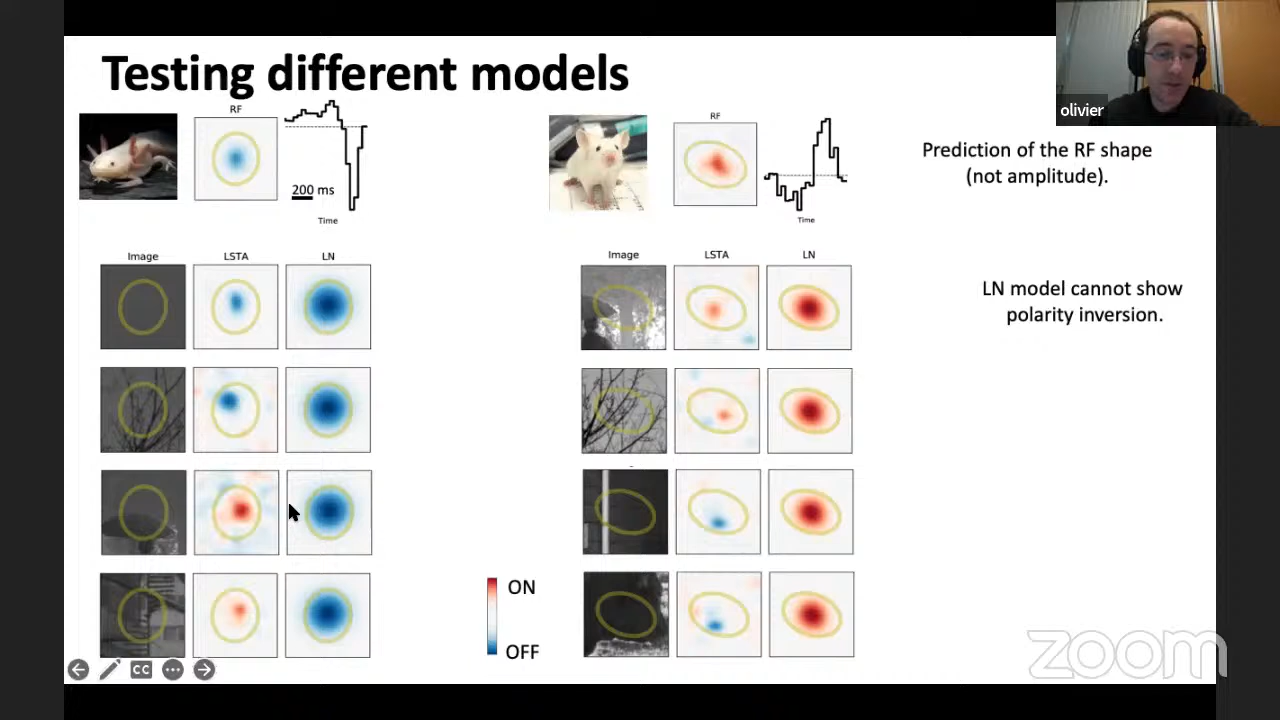 Testing different models
olivier
RF
200 ms
Time
RF
Time
Prediction of the RF shape
(not amplitude).
Image LSTA LN
Image LSTA LN
LN model cannot show
polarity inversion.
ON
OFF
CC
zoom